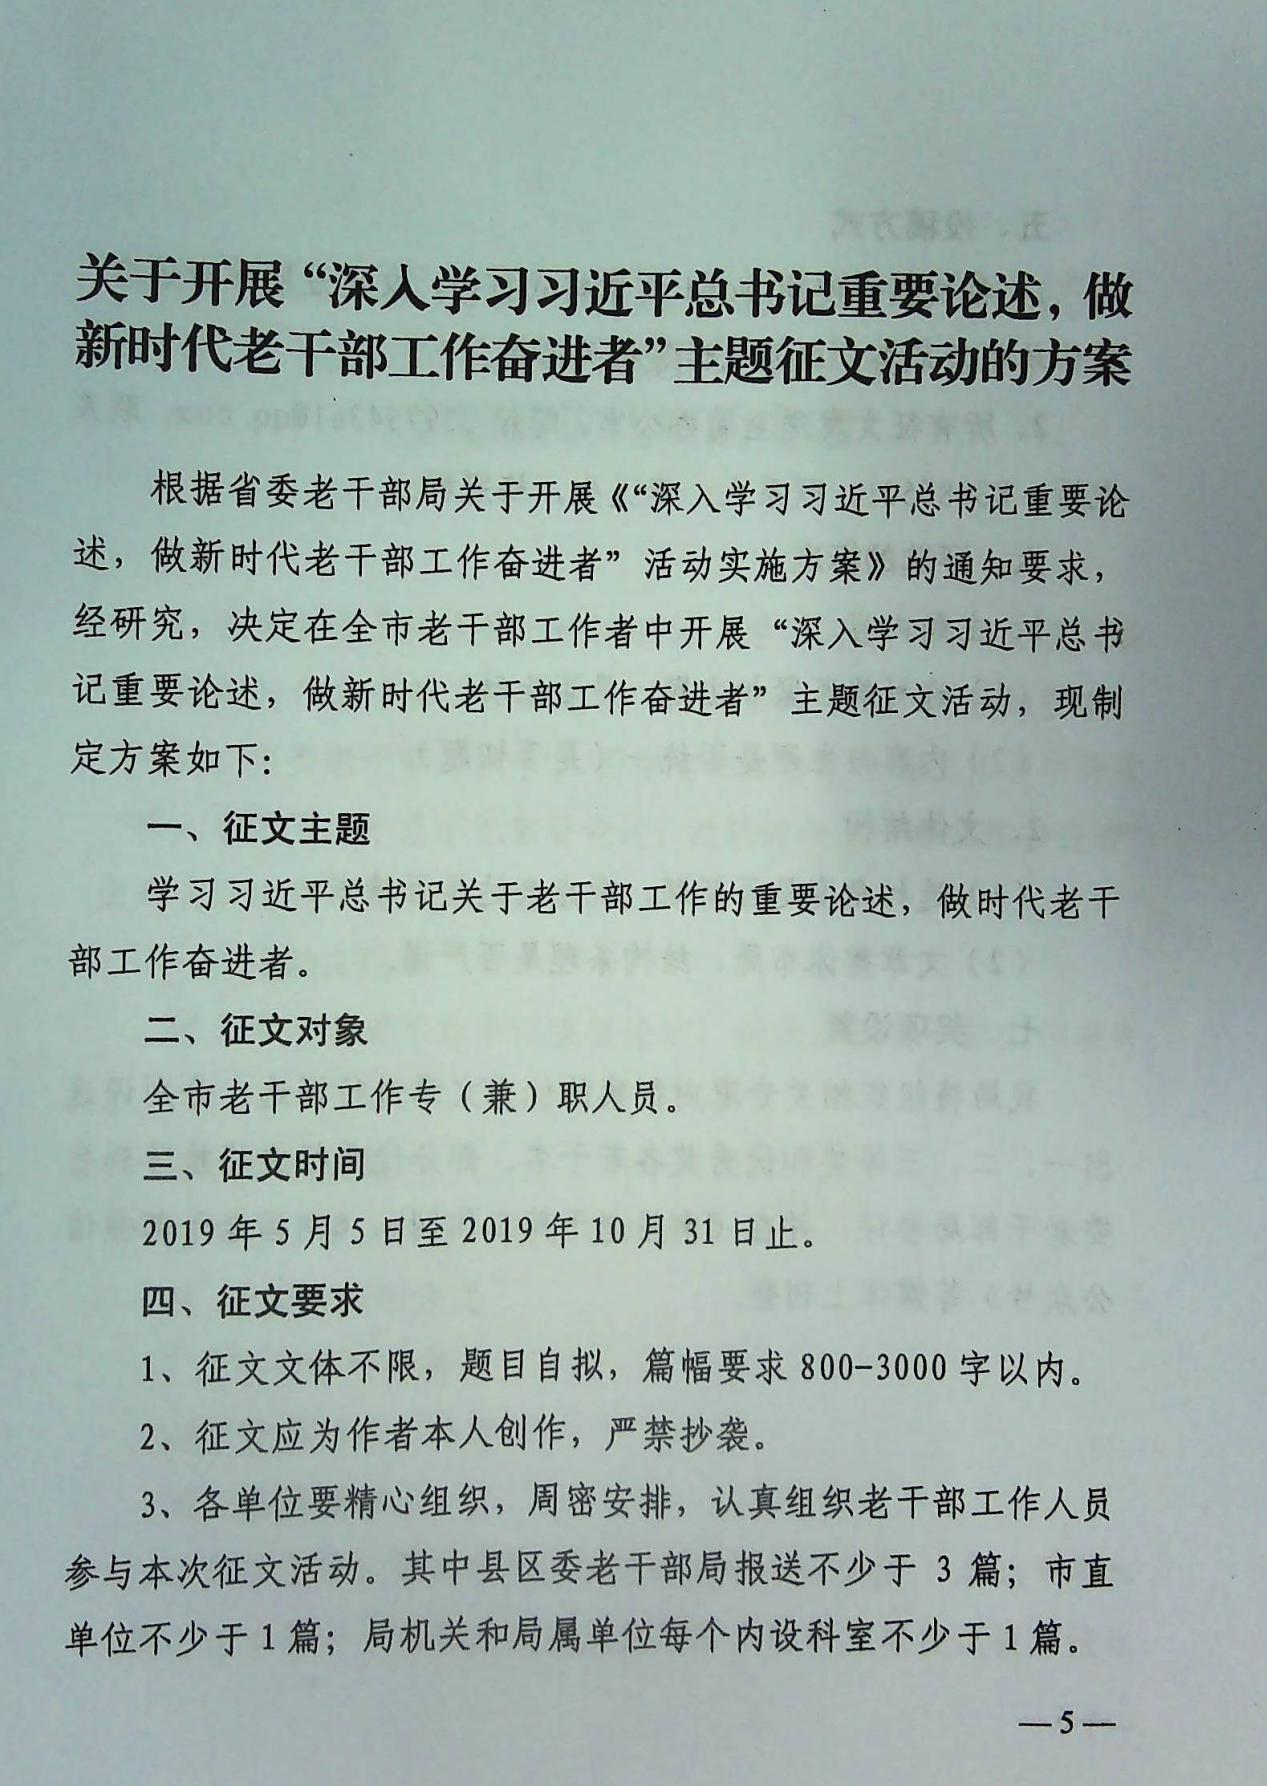 关于开展“深入学习习近平总书记重要论述，做
新时代老干部工作奋进者”主题征文活动的方案
根据省委老干部局关于开展《“深入学习习近平总书记重要论
述，做新时代老干部工作奋进者”活动实施方案》的通知要求，
经研究，决定在全市老干部工作者中开展“深入学习习近平总书
记重要论述，做新时代老干部工作奋进者”主题征文活动，现制
定方案如下：
一、征文主题
学习习近平总书记关于老干部工作的重要论述，做时代老干
部工作奋进者。
二、征文对象
全市老干部工作专（兼）职人员。
三、征文时间
2019年5月5日至2019年10月31日止。
四、征文要求
1、征文文体不限，题目自拟，篇幅要求800-3000字以内。
2、征文应为作者本人创作，严禁抄袭。
3、各单位要精心组织，周密安排，认真组织老干部工作人员
参与本次征文活动。其中县区委老干部局报送不少于 3 篇；市直
单位不少于1篇；局机关和局属单位每个内设科室不少于1篇。
—5—